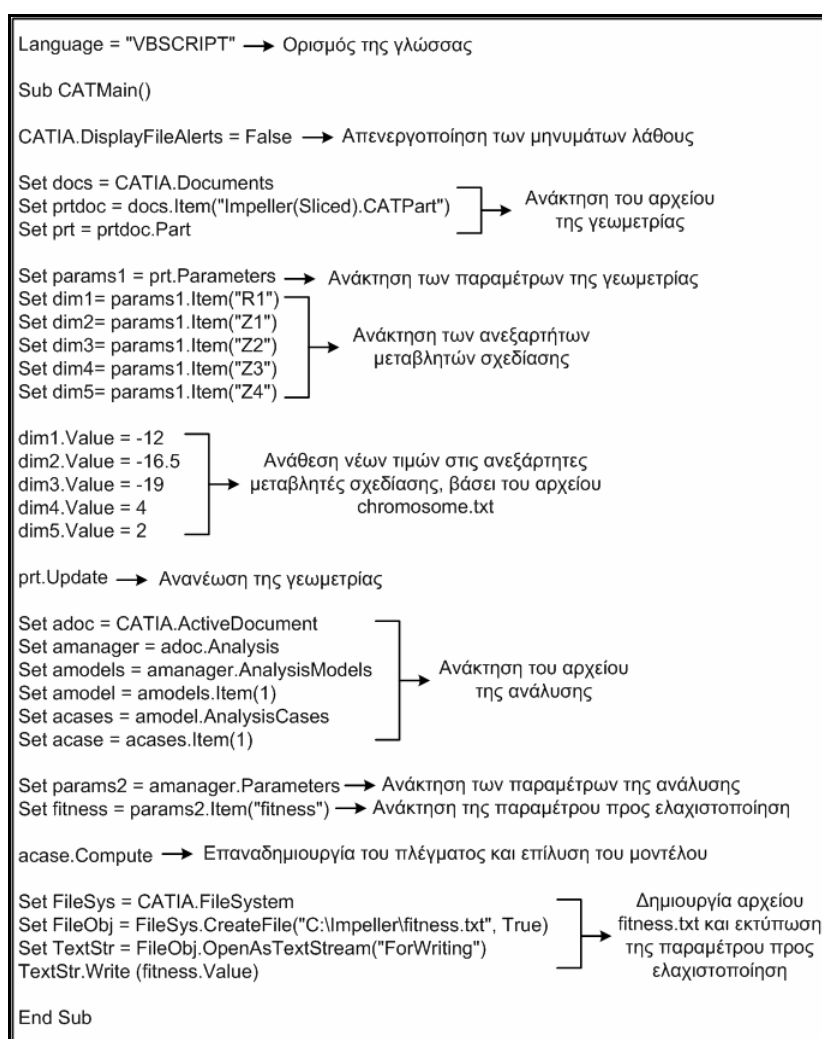 Language = "VBSCRIPT" → Ορισμός της γλώσσας
Sub CATMain()
CATIA.DisplayFileAlerts = False → Απενεργοποίηση των μηνυμάτων λάθους
Set docs = CATIA.Documents
Set prtdoc = docs.Item("Impeller(Sliced).CATPart")
Set prt = prtdoc.Part
Ανάκτηση του αρχείου
της γεωμετρίας
Set params1 = prt.Parameters → Ανάκτηση των παραμέτρων της γεωμετρίας
Set dim1= params1.Item("R1")
Set dim2= params1.Item("Z1")
Set dim3= params1.Item("Z2")
Set dim4= params1.Item("Z3")
Set dim5= params1.Item("Z4")
Ανάκτηση των ανεξαρτήτων
μεταβλητών σχεδίασης
dim1.Value = -12
dim2.Value = -16.5
dim3.Value = -19
dim4.Value = 4
dim5.Value = 2
Ανάθεση νέων τιμών στις ανεξάρτητες
μεταβλητές σχεδίασης, βάσει του αρχείου
chromosome.txt
prt.Update → Ανανέωση της γεωμετρίας
Set adoc = CATIA.ActiveDocument
Set amanager = adoc.Analysis
Set amodels = amanager.AnalysisModels
Set amodel = amodels.Item(1)
Set acases = amodel.AnalysisCases
Set acase = acases.Item(1)
Ανάκτηση του αρχείου
της ανάλυσης
Set params2 = amanager.Parameters → Ανάκτηση των παραμέτρων της ανάλυσης
Set fitness = params2.Item("fitness") → Ανάκτηση της παραμέτρου προς ελαχιστοποίηση
acase.Compute → Επαναδημιουργία του πλέγματος και επίλυση του μοντέλου
Set FileSys = CATIA.FileSystem
Set FileObj = FileSys.CreateFile("C:\Impeller\fitness.txt", True)
Set TextStr = FileObj.OpenAsTextStream("ForWriting")
TextStr.Write (fitness.Value)
Δημιουργία αρχείου
fitness.txt και εκτύπωση
της παραμέτρου προς
ελαχιστοποίηση
End Sub